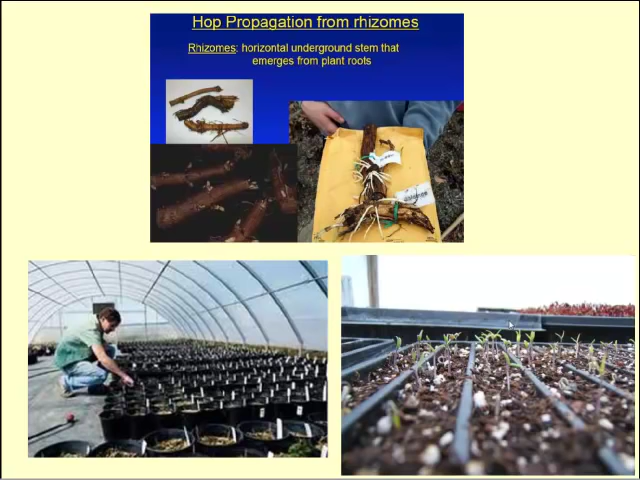 Hop Propagation from rhizomes
Rhizomes: horizontal underground stem that
emerges from plant roots